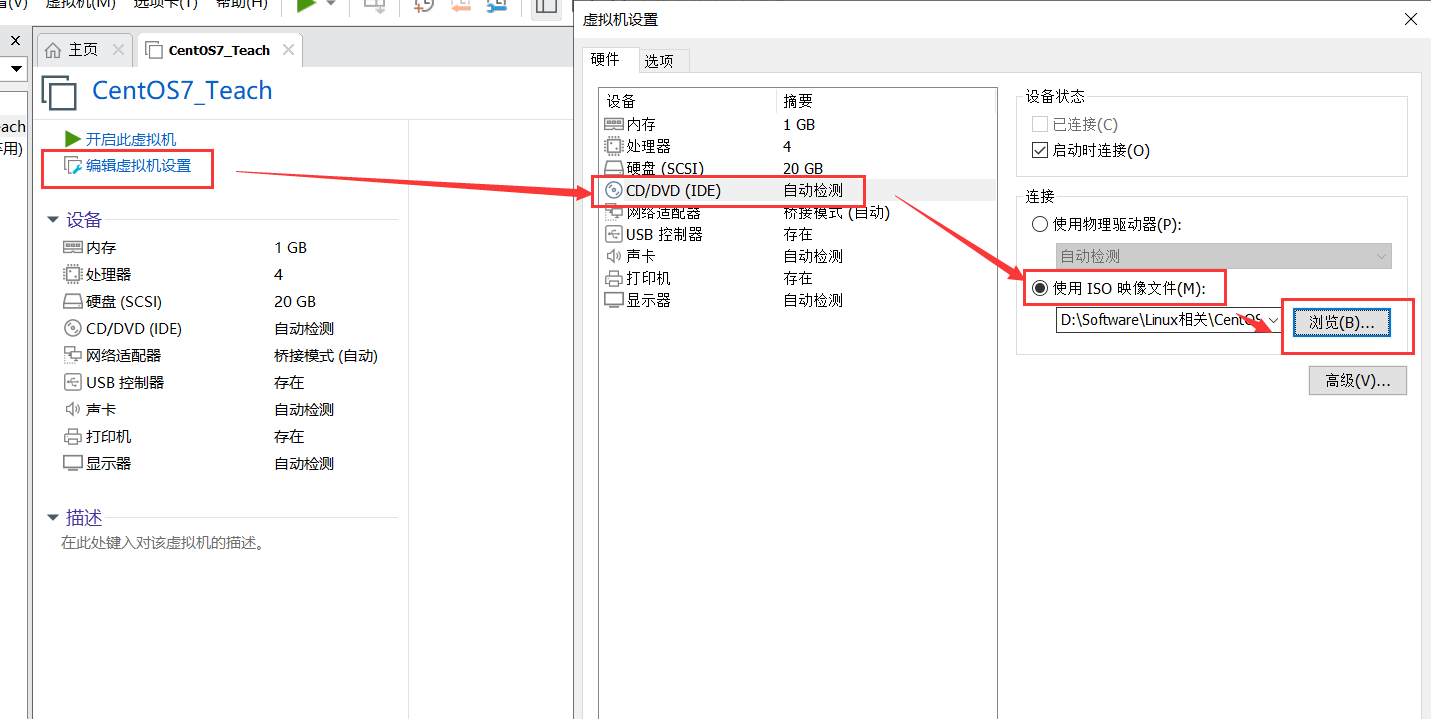 虚拟机(M) 选项卡(T) 帮助(H)
主页
CentOS7_Teach
CentOS7_Teach
开启此虚拟机
编辑虚拟机设置
设备
内存 1 GB
处理器 4
硬盘 (SCSI) 20 GB
CD/DVD (IDE) 自动检测
网络适配器 桥接模式 (自动)
USB 控制器 存在
声卡 自动检测
打印机 存在
显示器 自动检测
描述
在此处键入对该虚拟机的描述。
虚拟机设置
硬件 选项
设备 摘要
内存 1 GB
处理器 4
硬盘 (SCSI) 20 GB
CD/DVD (IDE) 自动检测
网络适配器 桥接模式 (自动)
USB 控制器 存在
声卡 自动检测
打印机 存在
显示器 自动检测
设备状态
已连接(C)
启动时连接(O)
连接
使用物理驱动器(P):
自动检测
使用 ISO 映像文件(M):
D:\Software\Linux相关\CentOS
浏览(B)...
高级(V)...